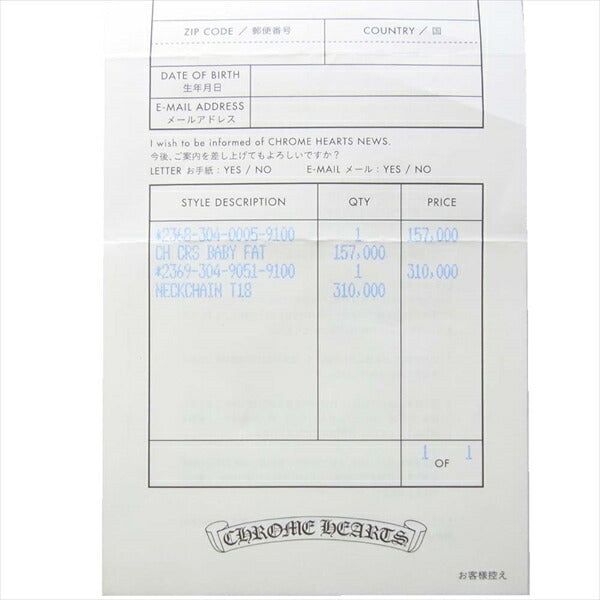 ZIP CODE / 郵便番号 COUNTRY / 国
DATE OF BIRTH
生年月日
E-MAIL ADDRESS
メールアドレス
I wish to be informed of CHROME HEARTS NEWS.
今後、ご案内を差し上げてもよろしいですか?
LETTER お手紙 : YES / NO E-MAIL メール : YES / NO
STYLE DESCRIPTION QTY PRICE
*2368-304-0005-9100 1 157,000
CH CRS BABY FAT 157,000
*2369-304-9051-9100 1 310,000
NECKCHAIN T18 310,000
1 OF 1
CHROME HEARTS
お客様控え